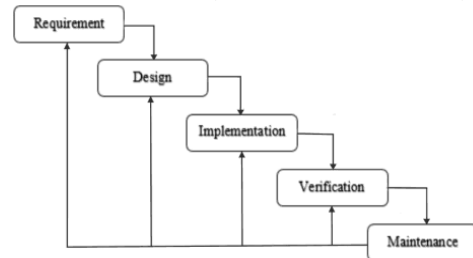 Requirement
Design
Implementation
Verification
Maintenance